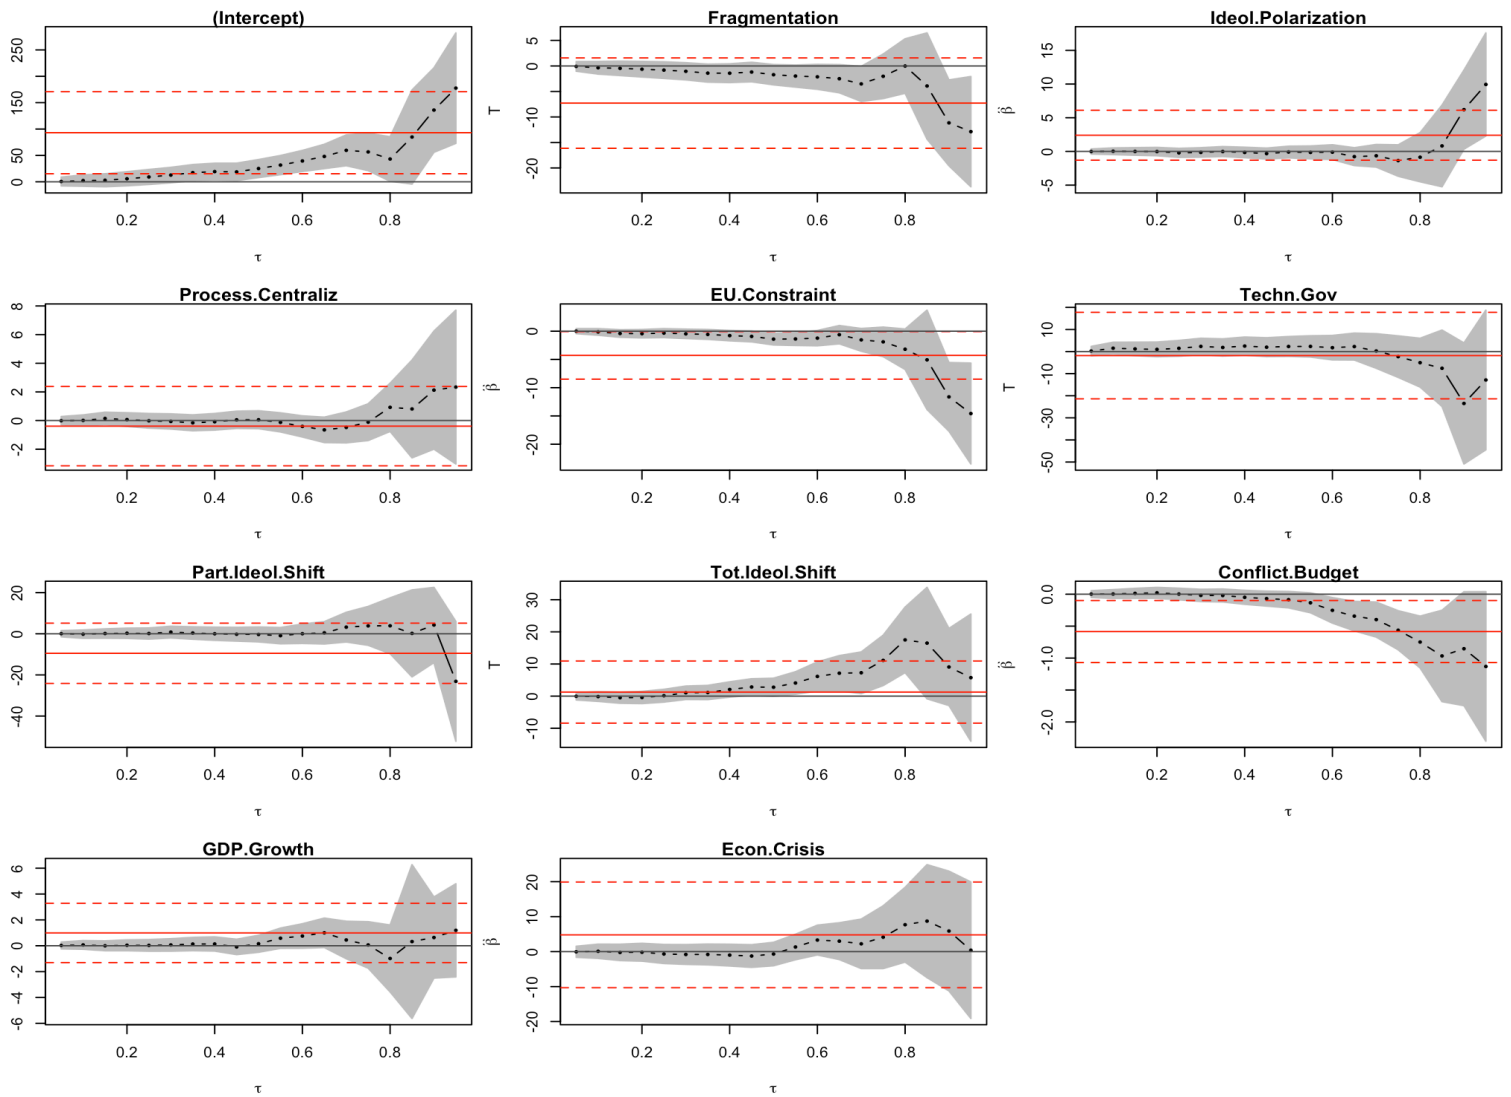 (Intercept)
250
150
50
0
0.2 0.4 0.6 0.8
τ
Fragmentation
5
0
-10
-20
0.2 0.4 0.6 0.8
τ
Ideol.Polarization
15
10
5
0
-5
0.2 0.4 0.6 0.8
τ
Process.Centraliz
8
6
4
2
0
-2
0.2 0.4 0.6 0.8
τ
EU.Constraint
0
-10
-20
0.2 0.4 0.6 0.8
τ
Techn.Gov
10
-10
-30
-50
0.2 0.4 0.6 0.8
τ
Part.Ideol.Shift
20
0
-20
-40
0.2 0.4 0.6 0.8
τ
Tot.Ideol.Shift
30
20
10
0
-10
0.2 0.4 0.6 0.8
τ
Conflict.Budget
0.0
-1.0
-2.0
0.2 0.4 0.6 0.8
τ
GDP.Growth
6
4
2
0
-2
-4
-6
0.2 0.4 0.6 0.8
τ
Econ.Crisis
20
10
0
-10
-20
0.2 0.4 0.6 0.8
τ